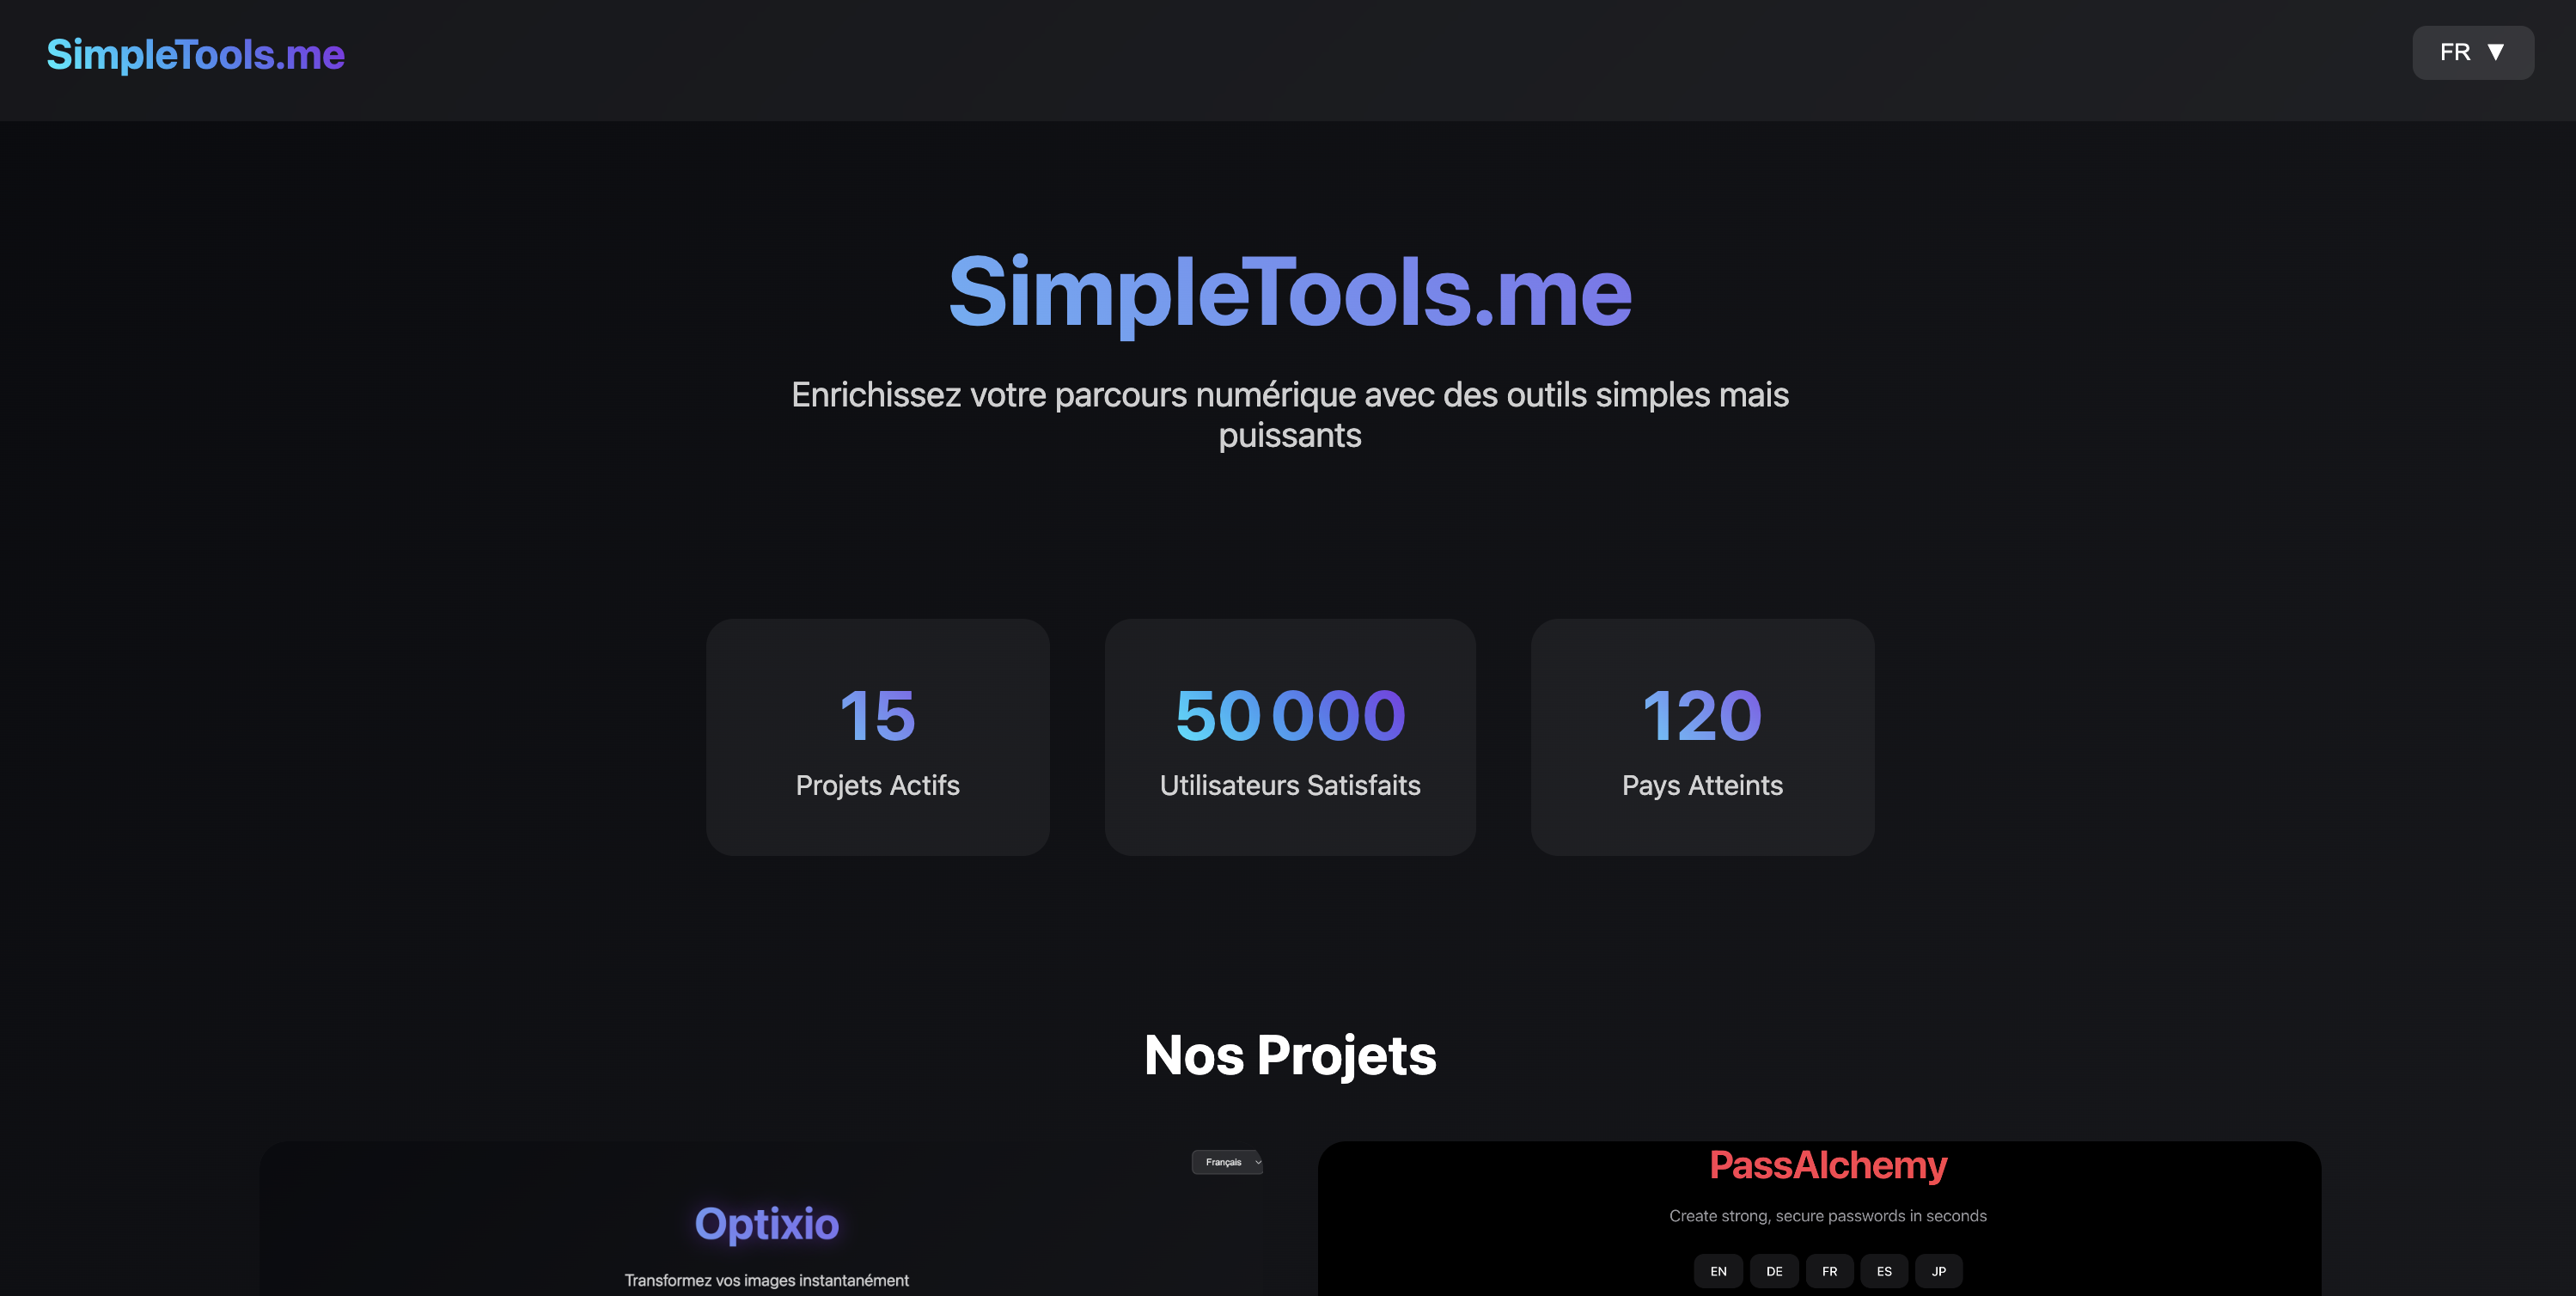 SimpleTools.me
FR ▼
SimpleTools.me
Enrichissez votre parcours numérique avec des outils simples mais
puissants
15
Projets Actifs
50 000
Utilisateurs Satisfaits
120
Pays Atteints
Nos Projets
Français
Optixio
Transformez vos images instantanément
PassAlchemy
Create strong, secure passwords in seconds
EN DE FR ES JP